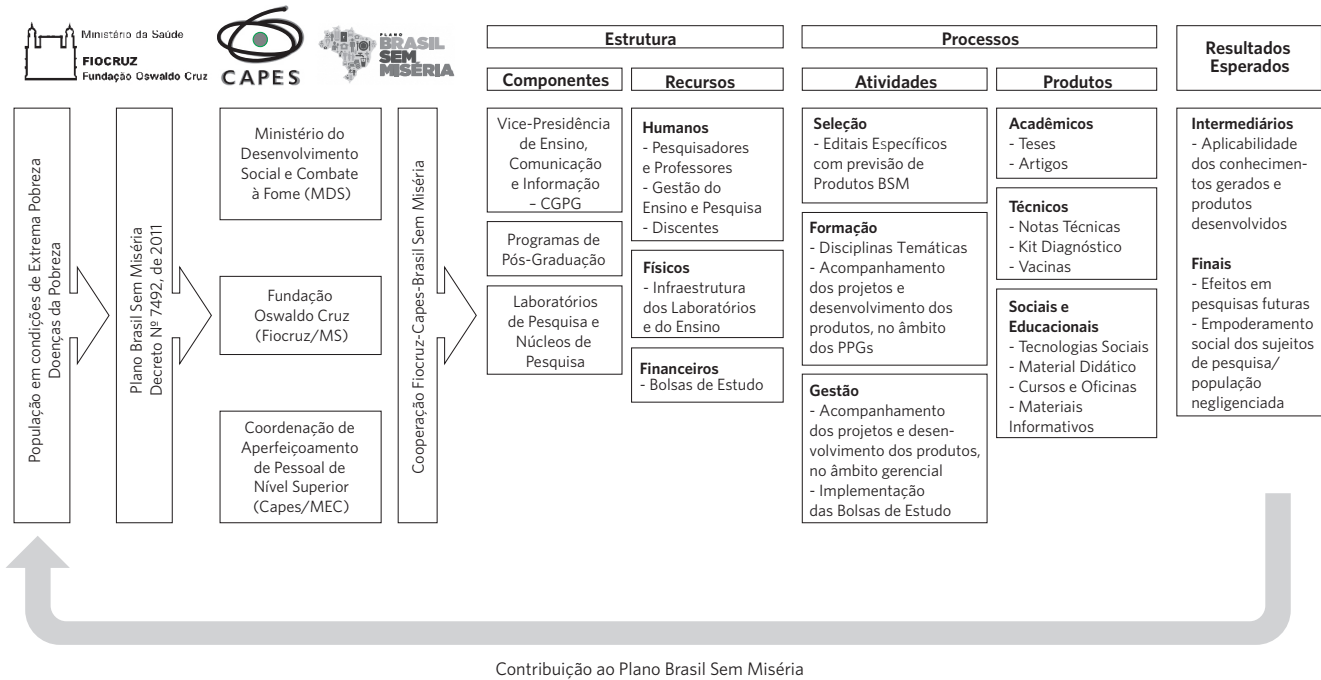 Ministério da Saúde
FIOCRUZ
Fundação Oswaldo Cruz
CAPES
PLANO
BRASIL
SEM
MISÉRIA
Estrutura
Processos
Resultados
Esperados
Componentes
Recursos
Atividades
Produtos
População em condições de Extrema Pobreza
Doenças da Pobreza
Plano Brasil Sem Miséria
Decreto Nº 7492, de 2011
Ministério do
Desenvolvimento
Social e Combate
à Fome (MDS)
Fundação
Oswaldo Cruz
(Fiocruz/MS)
Coordenação de
Aperfeiçoamento
de Pessoal de
Nível Superior
(Capes/MEC)
Cooperação Fiocruz-Capes-Brasil Sem Miséria
Vice-Presidência
de Ensino,
Comunicação
e Informação
– CGPG
Programas de
Pós-Graduação
Laboratórios
de Pesquisa e
Núcleos de
Pesquisa
Humanos
- Pesquisadores
e Professores
- Gestão do
Ensino e Pesquisa
- Discentes
Físicos
- Infraestrutura
dos Laboratórios
e do Ensino
Financeiros
- Bolsas de Estudo
Seleção
- Editais Específicos
com previsão de
Produtos BSM
Formação
- Disciplinas Temáticas
- Acompanhamento
dos projetos e
desenvolvimento dos
produtos, no âmbito
dos PPGs
Gestão
- Acompanhamento
dos projetos e desen-
volvimento dos produtos,
no âmbito gerencial
- Implementação
das Bolsas de Estudo
Acadêmicos
- Teses
- Artigos
Técnicos
- Notas Técnicas
- Kit Diagnóstico
- Vacinas
Sociais e
Educacionais
- Tecnologias Sociais
- Material Didático
- Cursos e Oficinas
- Materiais
Informativos
Intermediários
- Aplicabilidade
dos conhecimen-
tos gerados e
produtos
desenvolvidos
Finais
- Efeitos em
pesquisas futuras
- Empoderamento
social dos sujeitos
de pesquisa/
população
negligenciada
Contribuição ao Plano Brasil Sem Miséria